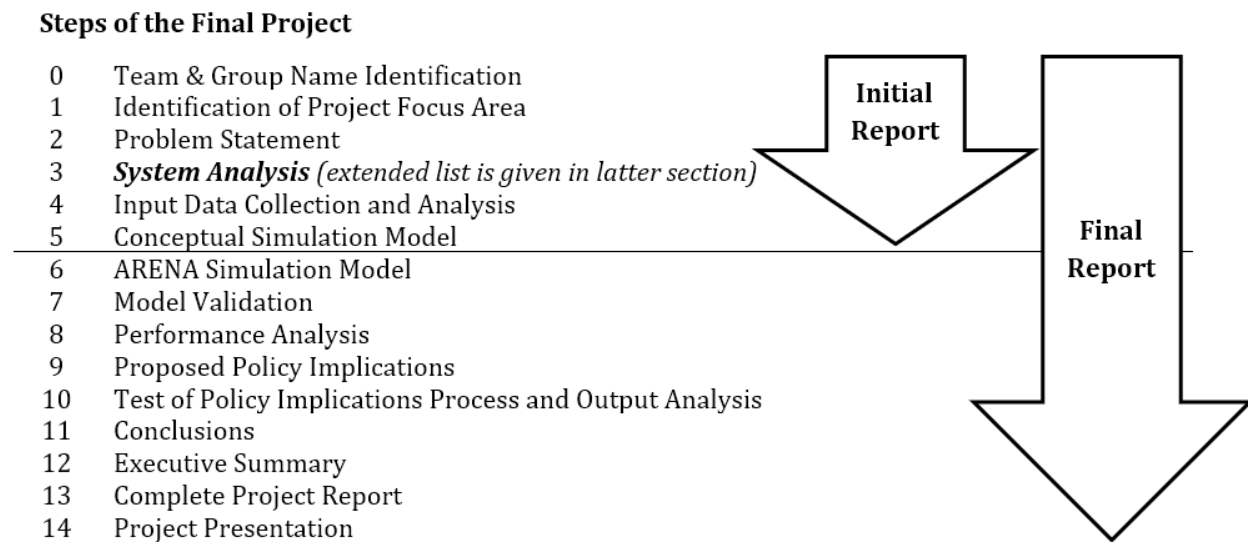 Steps of the Final Project
0 Team & Group Name Identification
1 Identification of Project Focus Area
2 Problem Statement
3 System Analysis (extended list is given in latter section)
4 Input Data Collection and Analysis
5 Conceptual Simulation Model
6 ARENA Simulation Model
7 Model Validation
8 Performance Analysis
9 Proposed Policy Implications
10 Test of Policy Implications Process and Output Analysis
11 Conclusions
12 Executive Summary
13 Complete Project Report
14 Project Presentation
Initial
Report
Final
Report